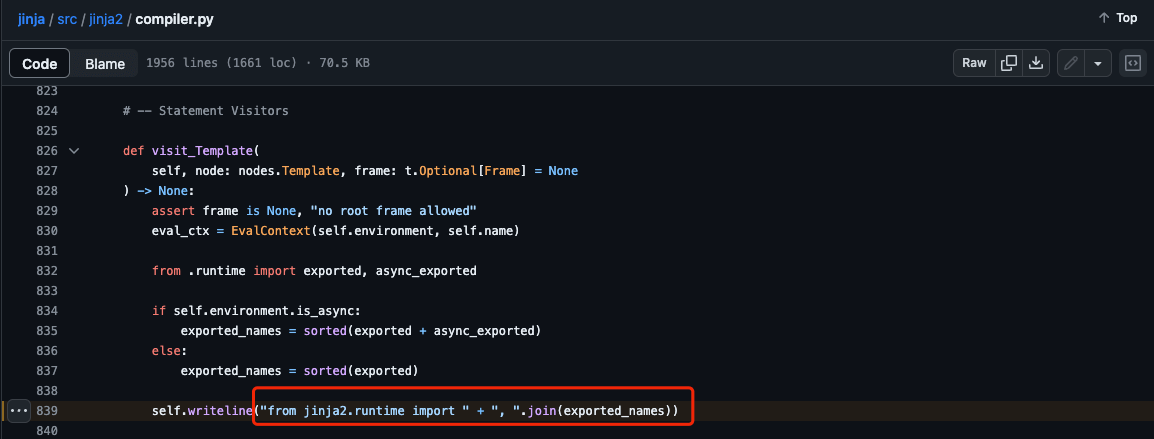 jinja / src / jinja2 / compiler.py
Top
Code Blame 1956 lines (1661 loc) · 70.5 KB
Raw
823
824 # -- Statement Visitors
825
826 def visit_Template(
827 self, node: nodes.Template, frame: t.Optional[Frame] = None
828 ) -> None:
829 assert frame is None, "no root frame allowed"
830 eval_ctx = EvalContext(self.environment, self.name)
831
832 from .runtime import exported, async_exported
833
834 if self.environment.is_async:
835 exported_names = sorted(exported + async_exported)
836 else:
837 exported_names = sorted(exported)
838
839 self.writeline("from jinja2.runtime import " + ", ".join(exported_names))
840